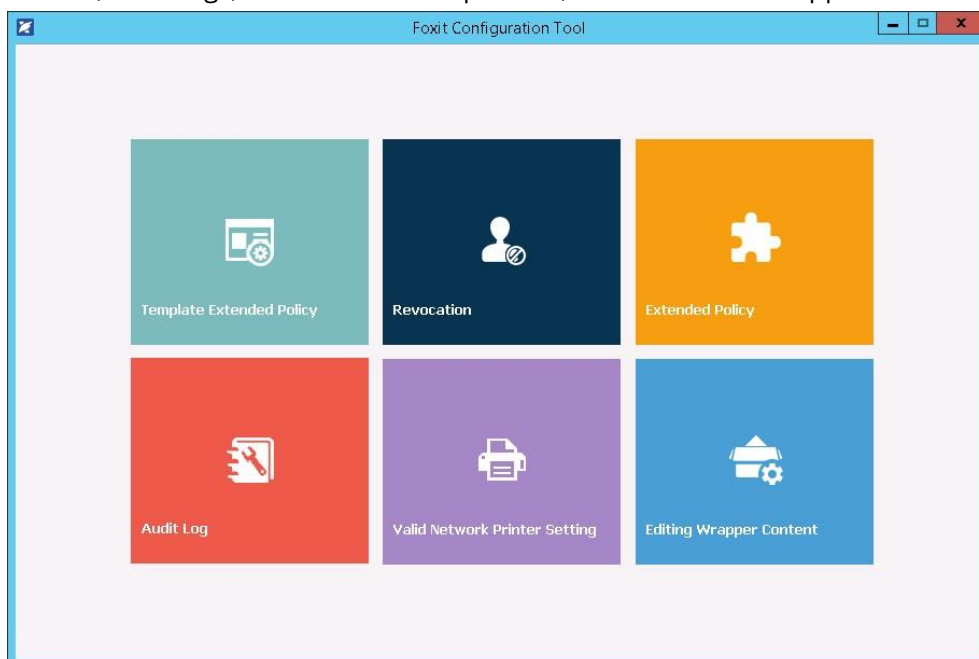 Foxit Configuration Tool
Template Extended Policy
Revocation
Extended Policy
Audit Log
Valid Network Printer Setting
Editing Wrapper Content